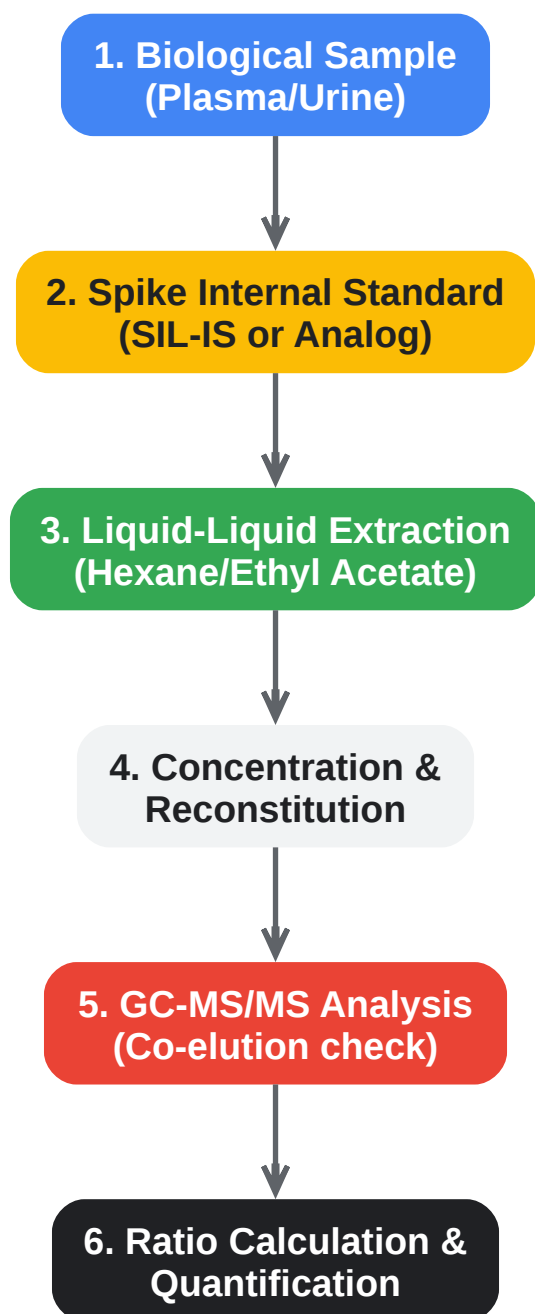 1. Biological Sample
(Plasma/Urine)
2. Spike Internal Standard
(SIL-IS or Analog)
3. Liquid-Liquid Extraction
(Hexane/Ethyl Acetate)
4. Concentration &
Reconstitution
5. GC-MS/MS Analysis
(Co-elution check)
6. Ratio Calculation &
Quantification